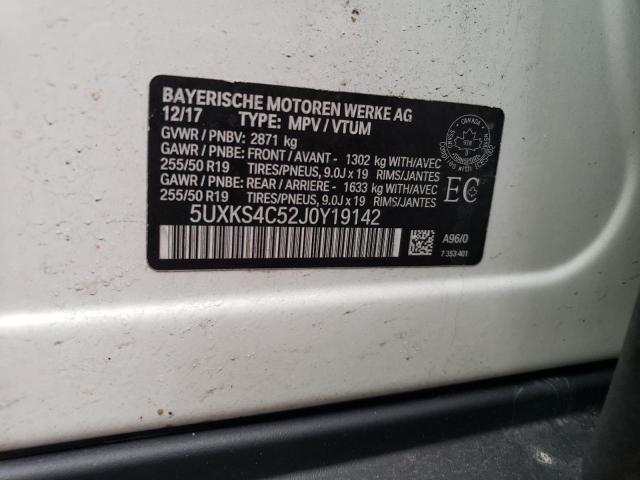 BAYERISCHE MOTOREN WERKE AG
12/17 TYPE: MPV / VTUM
GVWR / PNBV: 2871 kg
GAWR / PNBE: FRONT / AVANT - 1302 kg WITH/AVEC
255/50 R19 TIRES/PNEUS, 9.0J x 19 RIMS/JANTES
GAWR / PNBE: REAR / ARRIERE - 1633 kg WITH/AVEC
255/50 R19 TIRES/PNEUS, 9.0J x 19 RIMS/JANTES
5UXKS4C52J0Y19142
CANADA
EC
A96/0
7 353 401